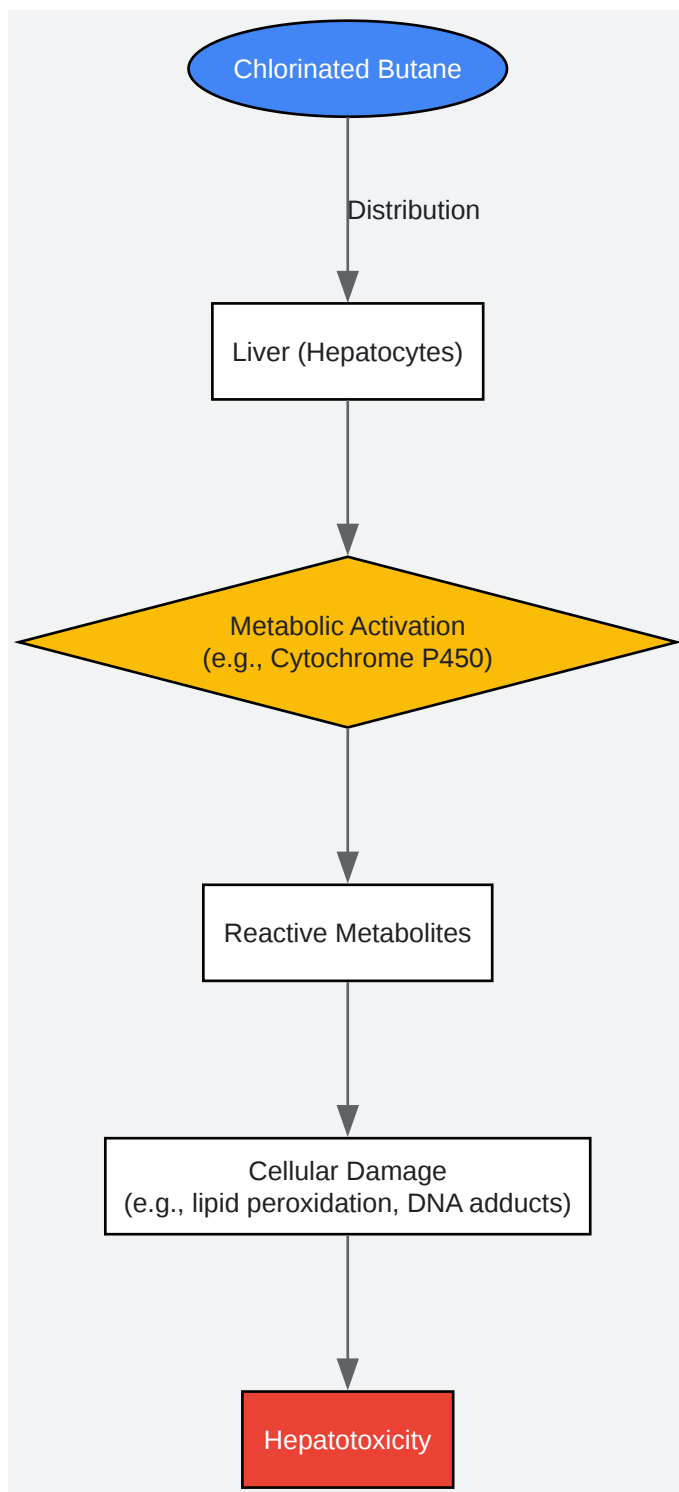 Chlorinated Butane
Distribution
Liver (Hepatocytes)
Metabolic Activation
(e.g., Cytochrome P450)
Reactive Metabolites
Cellular Damage
(e.g., lipid peroxidation, DNA adducts)
Hepatotoxicity